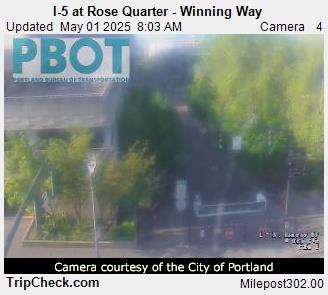 I-5 at Rose Quarter - Winning Way
Updated May 01 2025 8:03 AM Camera 4
PBOT
PORTLAND BUREAU OF TRANSPORTATION
Camera courtesy of the City of Portland
TripCheck.com Milepost302.00